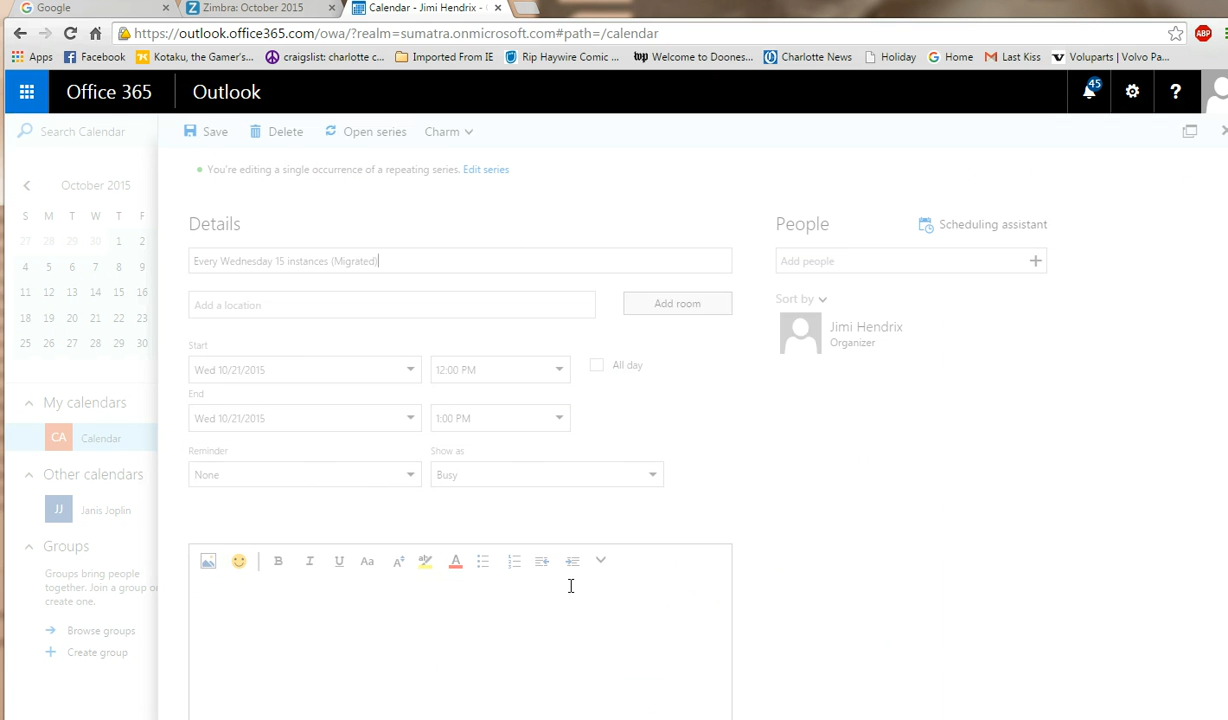 Google
Zimbra: October 2015
Calendar - Jimi Hendrix -
https://outlook.office365.com/owa/?realm=sumatra.onmicrosoft.com#path=/calendar
ABP
Apps
Facebook
Kotaku, the Gamer's...
craigslist: charlotte c...
Imported From IE
Rip Haywire Comic ...
Welcome to Doones...
Charlotte News
Holiday
Home
Last Kiss
Voluparts | Volvo Pa...
Office 365
Outlook
45
?
Search Calendar
Save
Delete
Open series
Charm
You're editing a single occurrence of a repeating series. Edit series
October 2015
S M T W T F
27 28 29 30 1 2
4 5 6 7 8 9
11 12 13 14 15 16
18 19 20 21 22 23
25 26 27 28 29 30
My calendars
CA Calendar
Other calendars
JJ Janis Joplin
Groups
Groups bring people
together. Join a group or
create one.
Browse groups
Create group
Details
Every Wednesday 15 instances (Migrated)
Add a location
Add room
Start
Wed 10/21/2015
12:00 PM
All day
End
Wed 10/21/2015
1:00 PM
Reminder
Show as
None
Busy
B I U Aa A aby A
People
Scheduling assistant
Add people
Sort by
Jimi Hendrix
Organizer